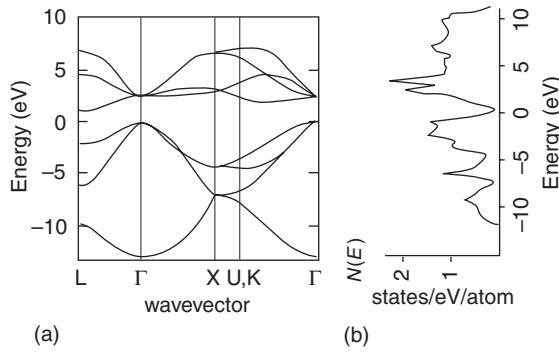 10
5
0
−5
−10
Energy (eV)
L Γ X U,K Γ
wavevector
(a)
10
5
0
−5
−10
Energy (eV)
N(E)
2 1
states/eV/atom
(b)